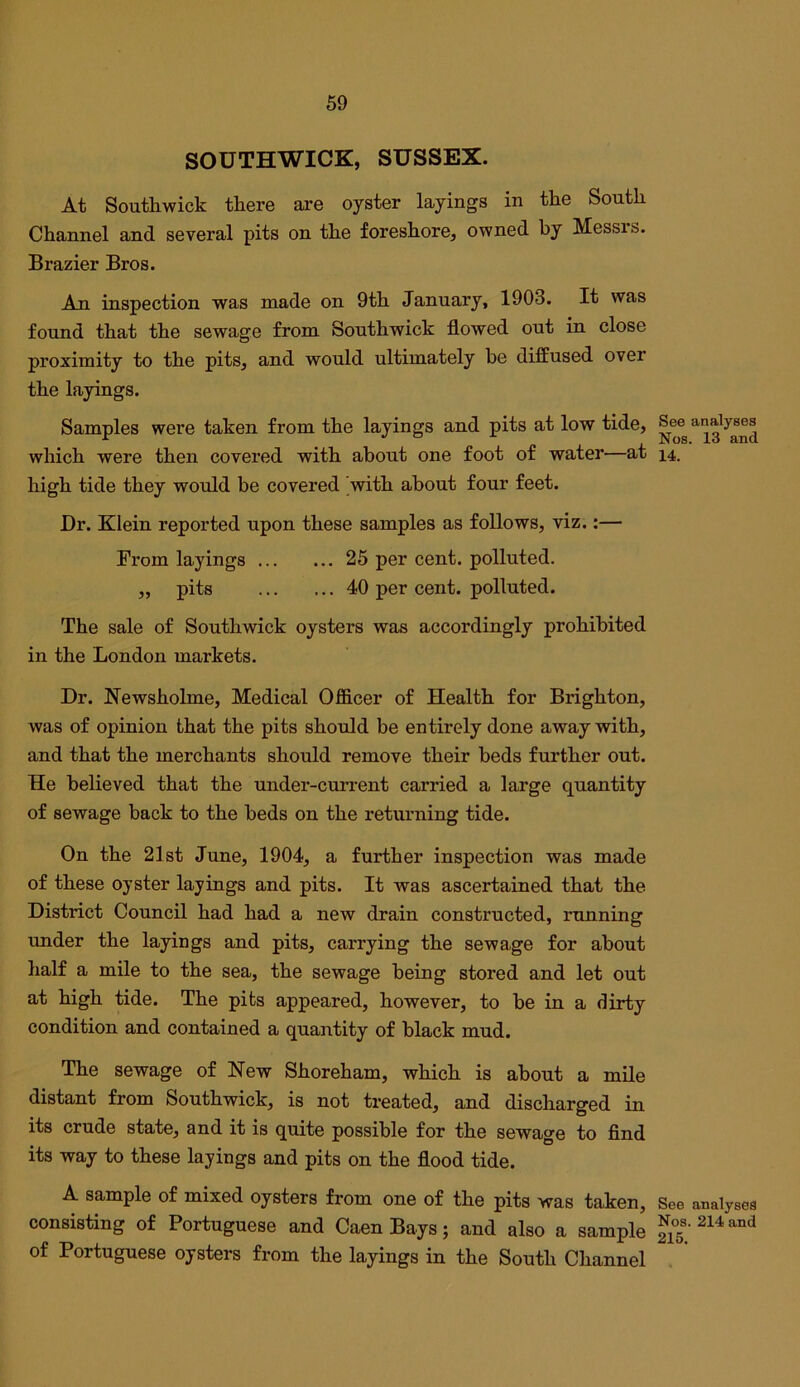 59
SOUTHWICK, SUSSEX.
At Southwick there are oyster layings in the South
Channel and several pits on the foreshore, owned by Messrs.
Brazier Bros.
An inspection was made on 9th January, 1903. It was
found that the sewage from Southwick flowed out in close
proximity to the pits, and would ultimately be diffused over
the layings.
Samples were taken from the layings and pits at low tide,
which were then covered with about one foot of water—at
high tide they would be covered with about four feet.
See analyses
Nos. 13 and
14.
Dr. Klein reported upon these samples as follows, viz.:—
From layings ... ... 25 per cent. polluted.
„ pits ... ... 40 per cent. polluted.
The sale of Southwick oysters was accordingly prohibited
in the London markets.
Dr. Newsholme, Medical Officer of Health for Brighton,
was of opinion that the pits should be entirely done away with,
and that the merchants should remove their beds further out.
He believed that the under-current carried a large quantity
of sewage back to the beds on the returning tide.
On the 21st June, 1904, a further inspection was made
of these oyster layings and pits. It was ascertained that the
District Council had had a new drain constructed, running
under the layings and pits, carrying the sewage for about
half a mile to the sea, the sewage being stored and let out
at high tide. The pits appeared, however, to be in a dirty
condition and contained a quantity of black mud.
The sewage of New Shoreham, which is about a mile
distant from Southwick, is not treated, and discharged in
its crude state, and it is quite possible for the sewage to find
its way to these layings and pits on the flood tide.
A sample of mixed oysters from one of the pits was taken,
consisting of Portuguese and Caen Bays; and also a sample
of Portuguese oysters from the layings in the South Channel
See analyses
Nos. 214 and
215.